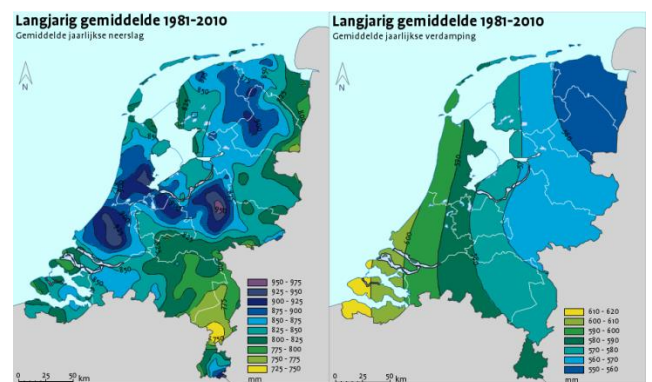 Langjarig gemiddelde 1981-2010
Gemiddelde jaarlijkse neerslag
N
950 - 975
925 - 950
900 - 925
875 - 900
850 - 875
825 - 850
800 - 825
775 - 800
750 - 775
725 - 750
mm
0 25 50 km
Langjarig gemiddelde 1981-2010
Gemiddelde jaarlijkse verdamping
N
610 - 620
600 - 610
590 - 600
580 - 590
570 - 580
560 - 570
550 - 560
mm
0 25 50 km